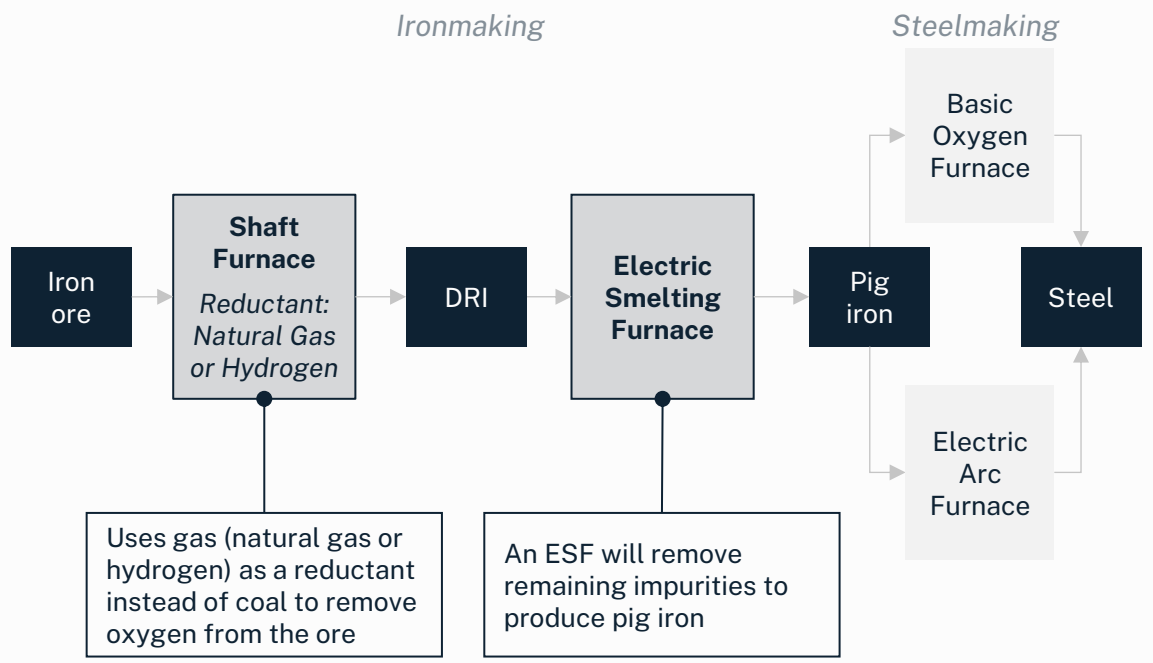 Ironmaking
Steelmaking
Iron
ore
Shaft
Furnace
Reductant:
Natural Gas
or Hydrogen
DRI
Electric
Smelting
Furnace
Pig
iron
Basic
Oxygen
Furnace
Electric
Arc
Furnace
Steel
Uses gas (natural gas or
hydrogen) as a reductant
instead of coal to remove
oxygen from the ore
An ESF will remove
remaining impurities to
produce pig iron